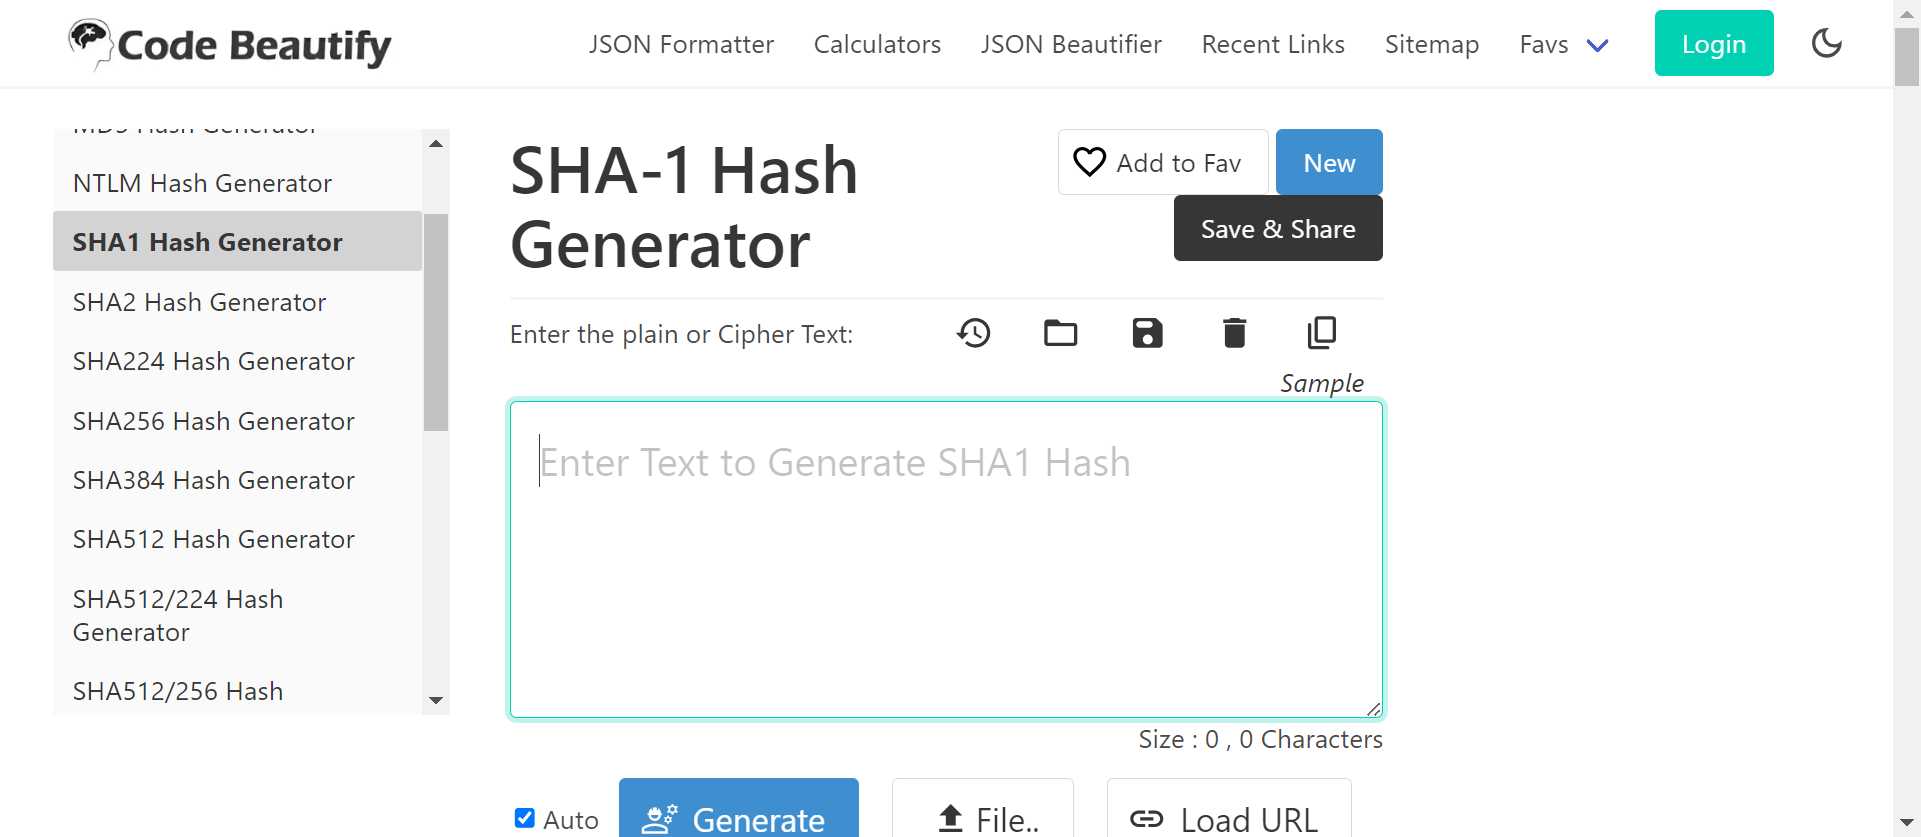 Code Beautify
JSON Formatter
Calculators
JSON Beautifier
Recent Links
Sitemap
Favs
Login
MD5 Hash Generator
NTLM Hash Generator
SHA1 Hash Generator
SHA2 Hash Generator
SHA224 Hash Generator
SHA256 Hash Generator
SHA384 Hash Generator
SHA512 Hash Generator
SHA512/224 Hash
Generator
SHA512/256 Hash
SHA-1 Hash
Generator
Add to Fav
New
Save & Share
Enter the plain or Cipher Text:
Sample
Enter Text to Generate SHA1 Hash
Size : 0 , 0 Characters
Auto
Generate
File..
Load URL